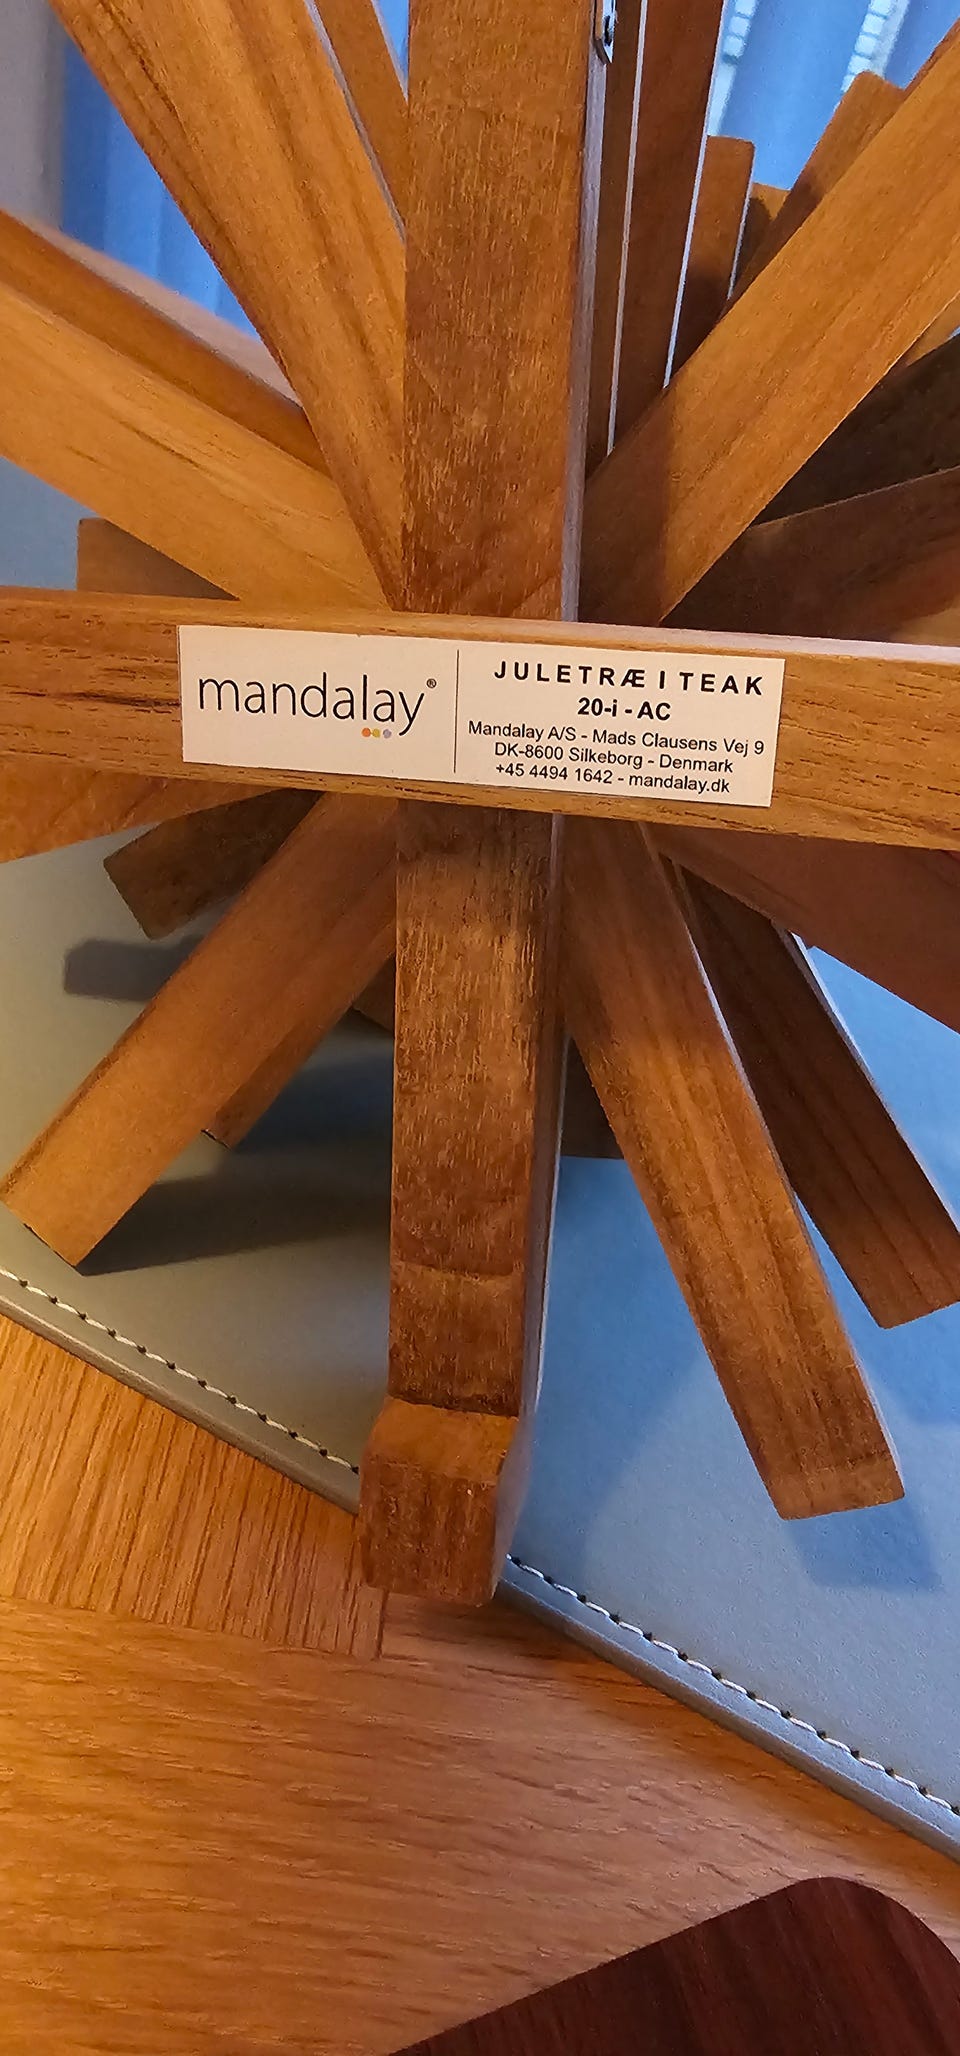 mandalay®
JULETRÆ I TEAK
20-i - AC
Mandalay A/S - Mads Clausens Vej 9
DK-8600 Silkeborg - Denmark
+45 4494 1642 - mandalay.dk